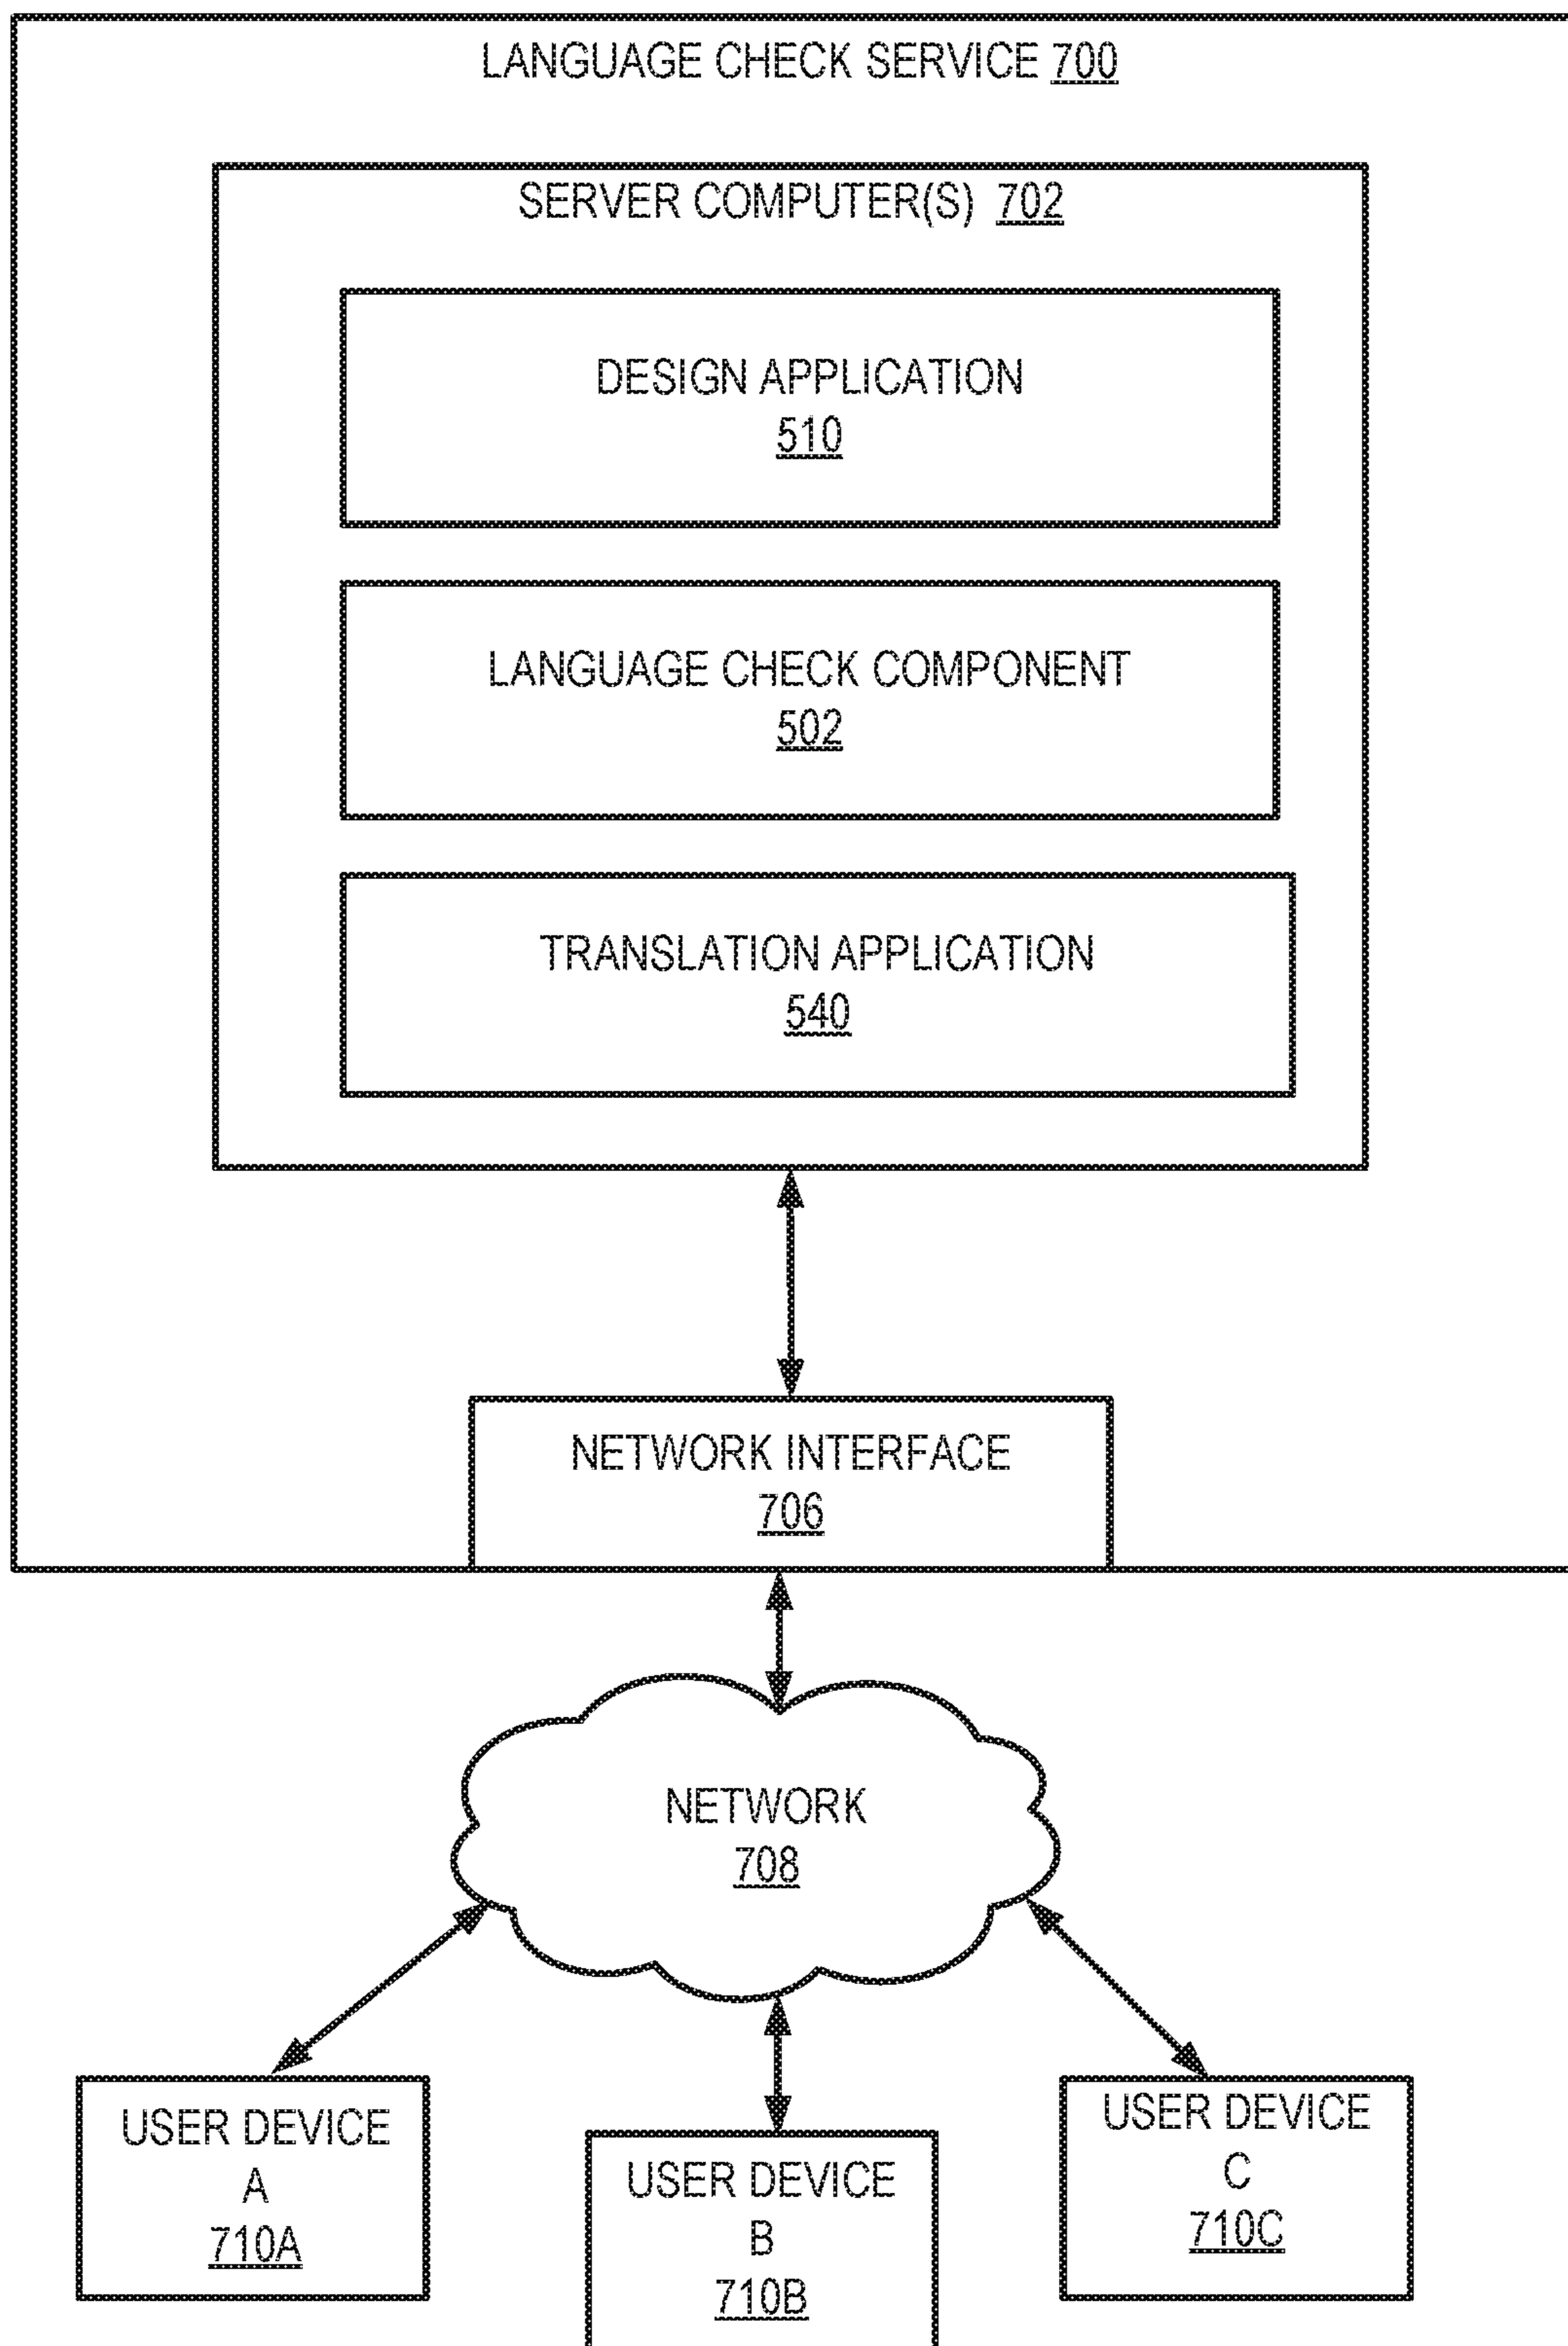 LANGUAGE CHECK SERVICE 700
SERVER COMPUTER(S) 702
DESIGN APPLICATION
510
LANGUAGE CHECK COMPONENT
502
TRANSLATION APPLICATION
540
NETWORK INTERFACE
706
NETWORK
708
USER DEVICE
A
710A
USER DEVICE
B
710B
USER DEVICE
C
710C